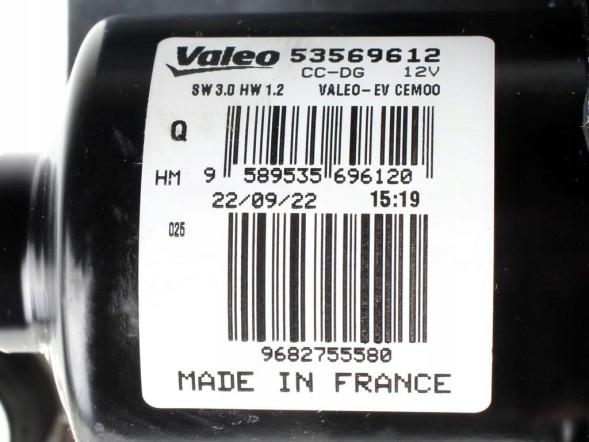 Valeo 53569612
CC-DG 12V
SW 3.0 HW 1.2 VALEO-EV CEM00
Q
HM 9 589535 696120
22/09/22 15:19
025
9682755580
MADE IN FRANCE